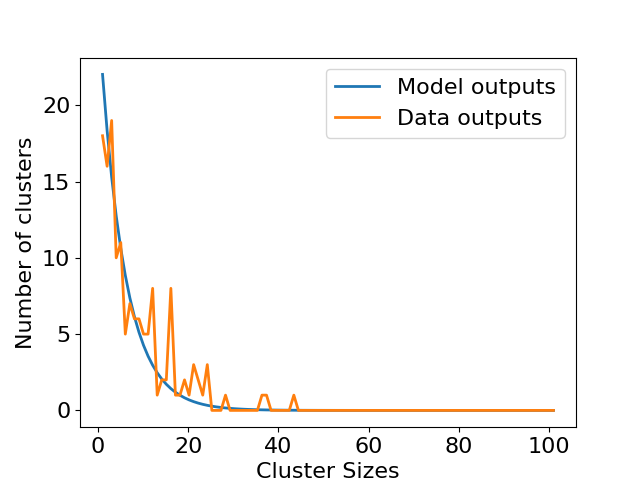 Model outputs
Data outputs
20
15
10
5
0
Number of clusters
0 20 40 60 80 100
Cluster Sizes